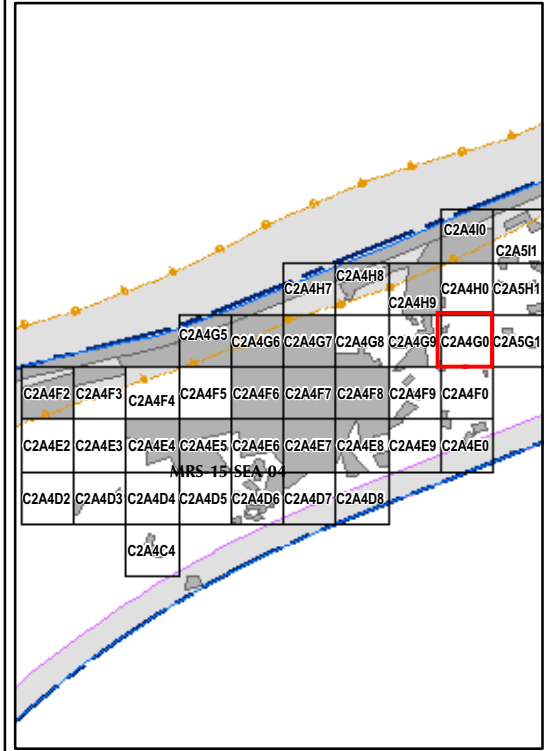 C2A4I0
C2A5I1
C2A4H7 C2A4H8 C2A4H9 C2A4H0 C2A5H1
C2A4G5 C2A4G6 C2A4G7 C2A4G8 C2A4G9 C2A4G0 C2A5G1
C2A4F2 C2A4F3 C2A4F4 C2A4F5 C2A4F6 C2A4F7 C2A4F8 C2A4F9 C2A4F0
C2A4E2 C2A4E3 C2A4E4 C2A4E5 C2A4E6 C2A4E7 C2A4E8 C2A4E9 C2A4E0
MRS-15-SEA-04
C2A4D2 C2A4D3 C2A4D4 C2A4D5 C2A4D6 C2A4D7 C2A4D8
C2A4C4